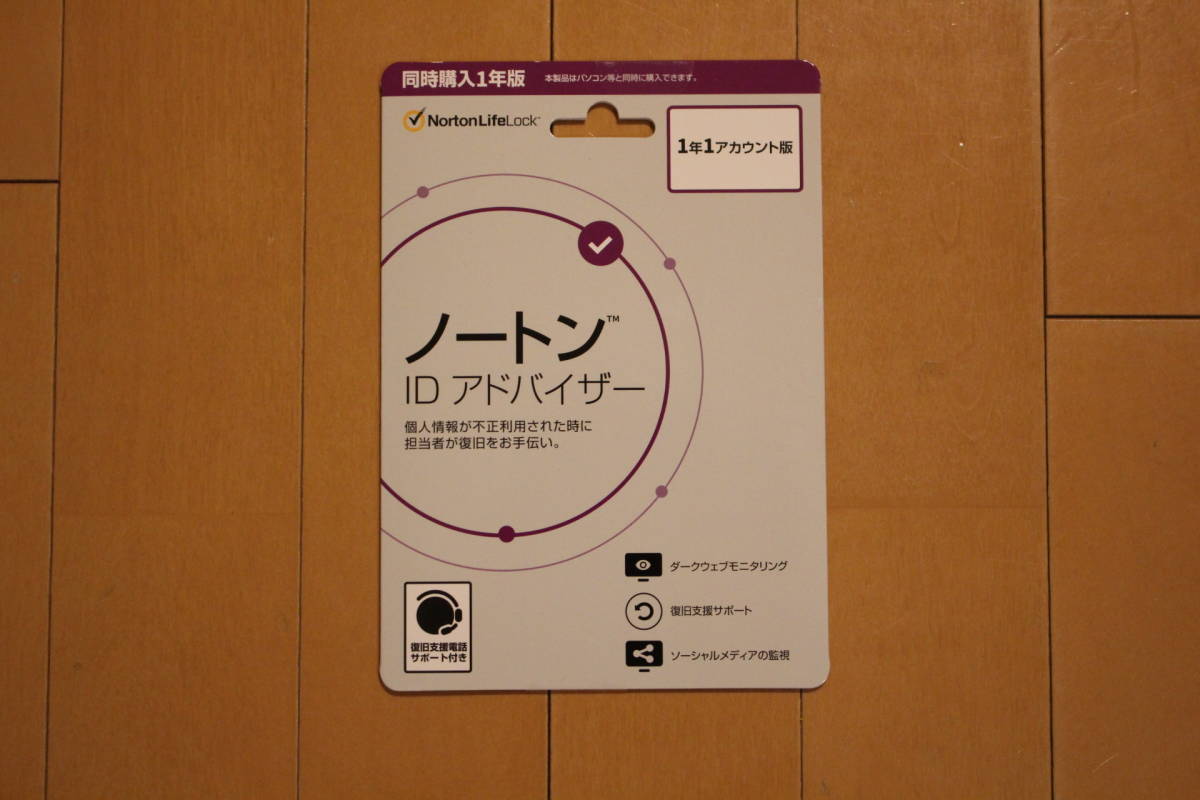 同時購入1年版 本製品はパソコン等と同時に購入できます。
NortonLifeLock
1年1アカウント版
ノートン™
ID アドバイザー
個人情報が不正利用された時に
担当者が復旧をお手伝い。
ダークウェブモニタリング
復旧支援サポート
ソーシャルメディアの監視
復旧支援電話
サポート付き